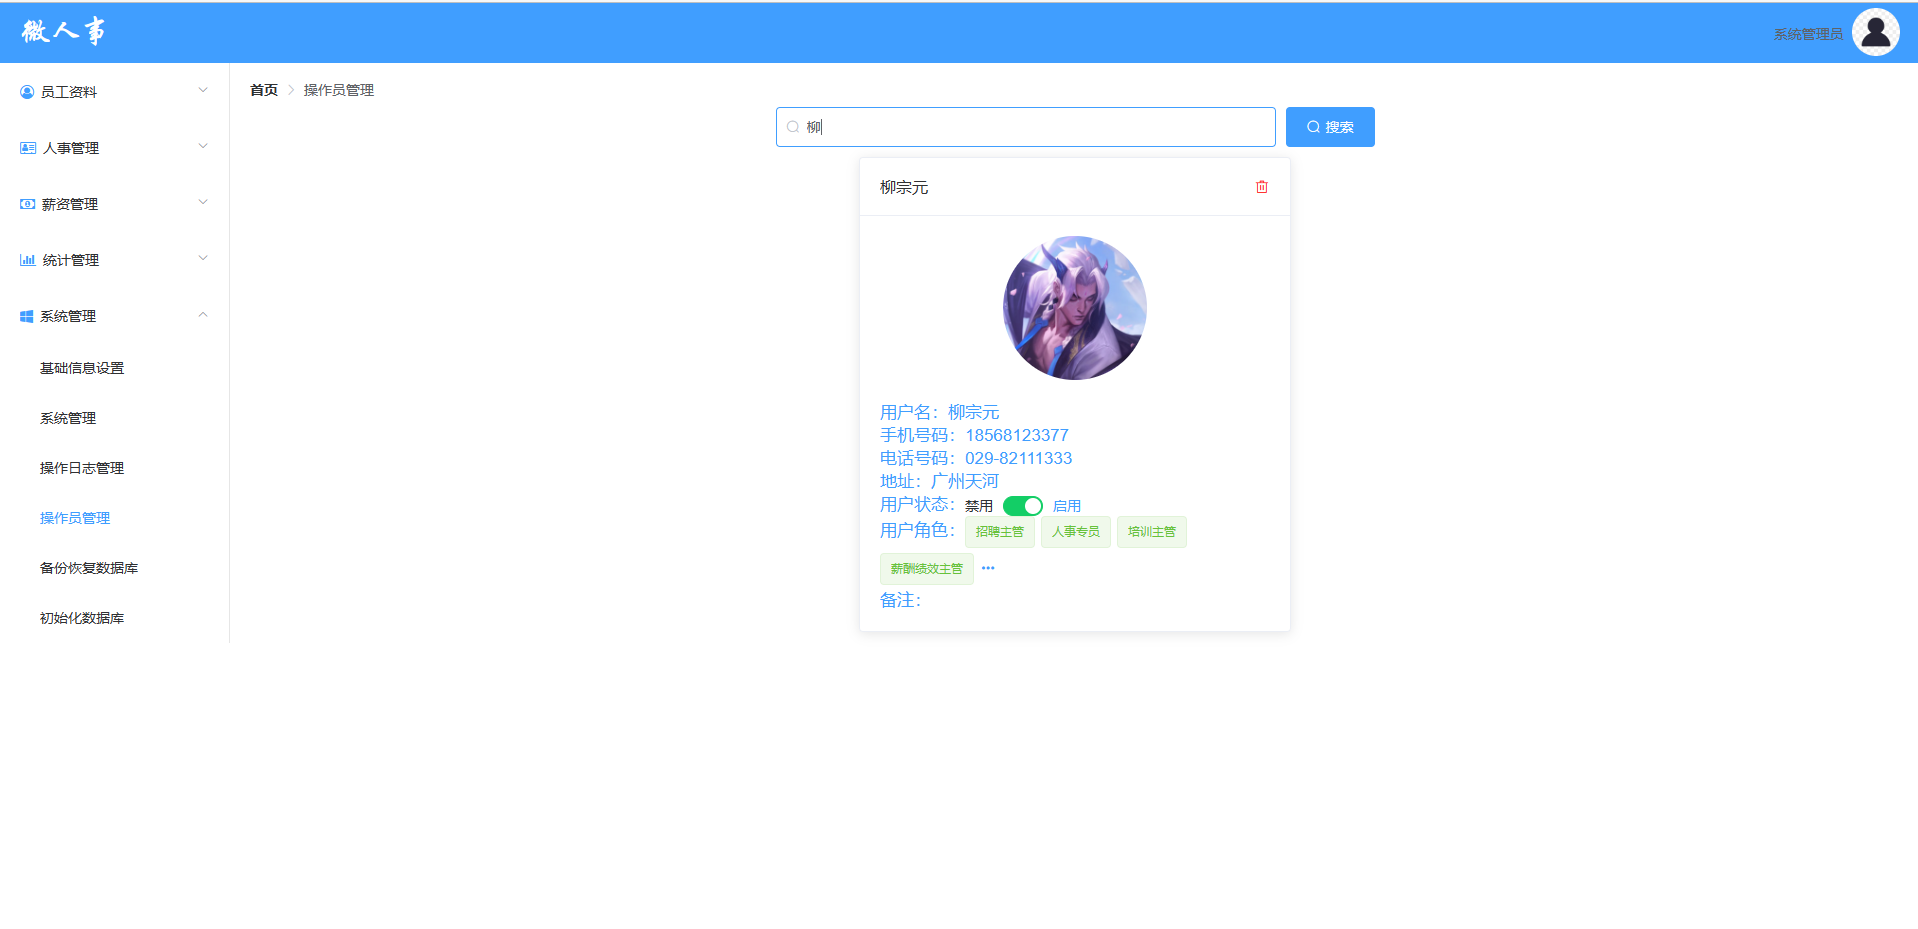 微人事
系统管理员
员工资料
人事管理
薪资管理
统计管理
系统管理
基础信息设置
系统管理
操作日志管理
操作员管理
备份恢复数据库
初始化数据库
首页 > 操作员管理
柳
搜索
柳宗元
用户名：柳宗元
手机号码：18568123377
电话号码：029-82111333
地址：广州天河
用户状态：禁用 启用
用户角色：招聘主管 人事专员 培训主管
薪酬绩效主管 •••
备注：